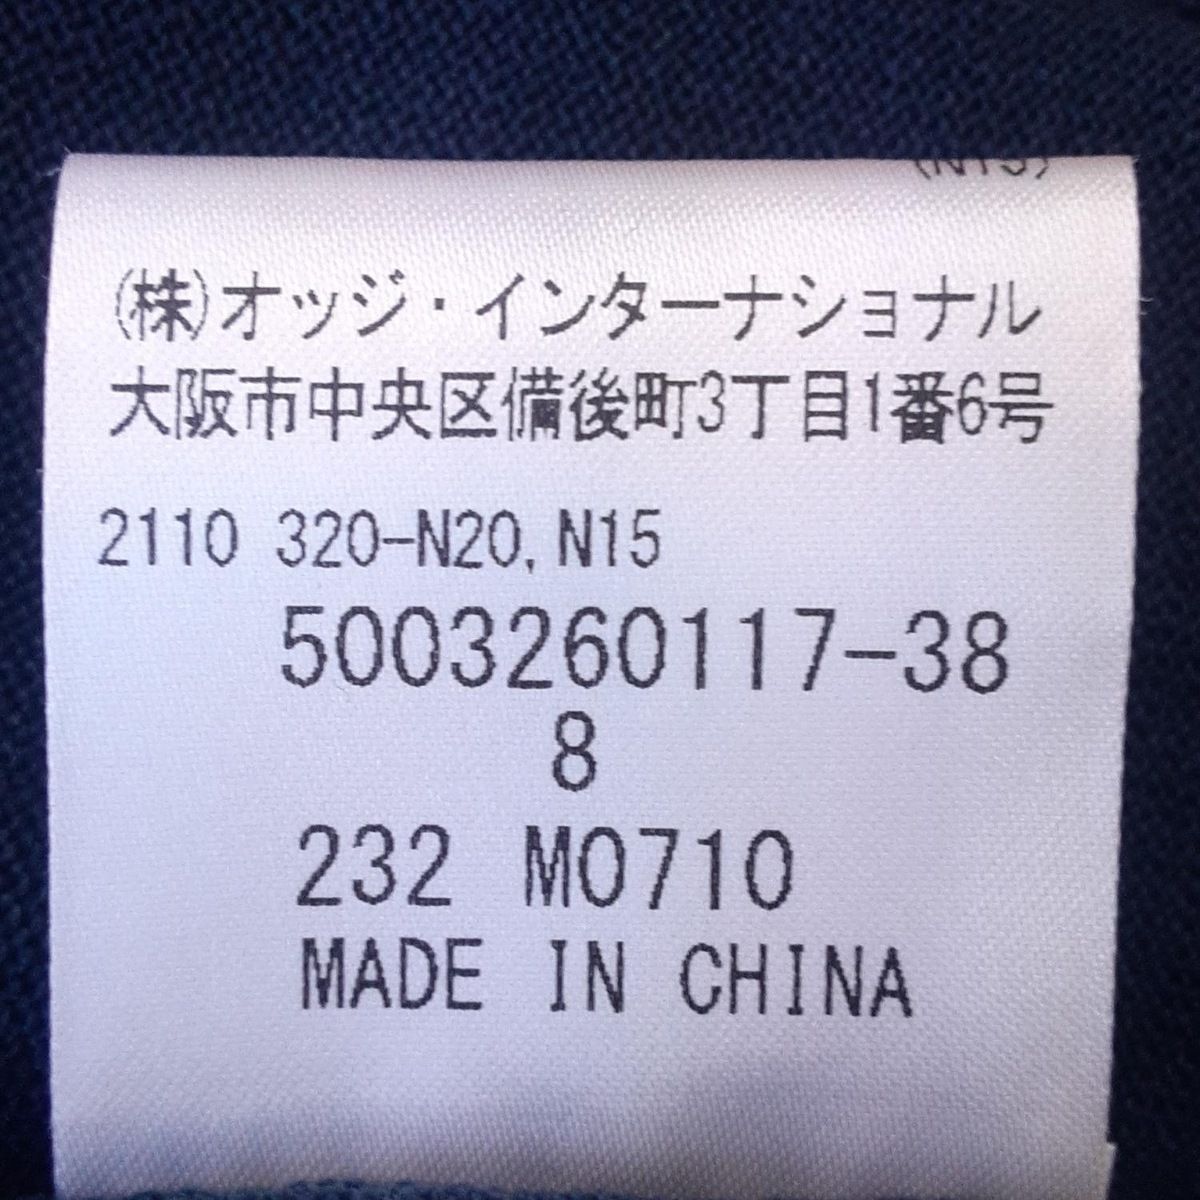 (株)オッジ・インターナショナル
大阪市中央区備後町3丁目1番6号
2110 320-N20,N15
5003260117-38
8
232 M0710
MADE IN CHINA